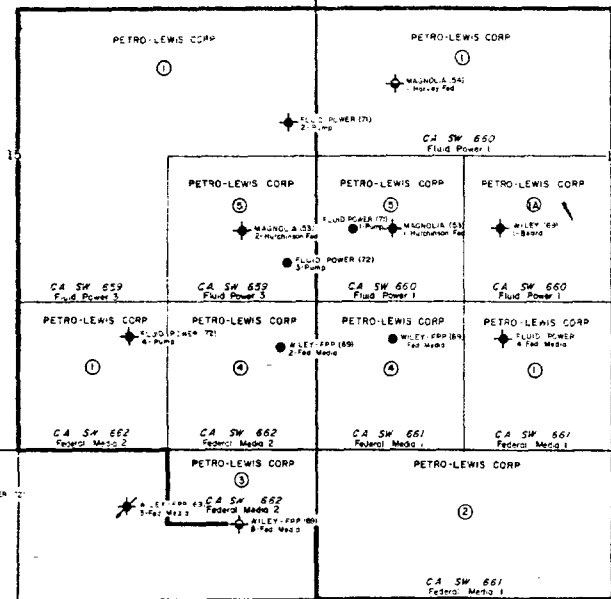 PETRO-LEWIS CORP
1
PETRO-LEWIS CORP
1
MAGNOLIA (54)
1-Harvey Fed
FLUID POWER (71)
2-Pump
15
CA SW 660
Fluid Power 1
PETRO-LEWIS CORP
5
MAGNOLIA (53)
2-Hutchinson Fed
FLUID POWER (72)
3-Pump
CA SW 659
Fluid Power 3
CA SW 659
Fluid Power 3
PETRO-LEWIS CORP
5
FLUID POWER (71)
1-Pump
MAGNOLIA (53)
1-Hutchinson Fed
CA SW 660
Fluid Power 1
PETRO-LEWIS CORP
1A
WILEY (69)
1-Beard
CA SW 660
Fluid Power 1
PETRO-LEWIS CORP
FLUID POWER (72)
4-Pump
1
CA SW 662
Federal Media 2
PETRO-LEWIS CORP
WILEY-FPP (69)
2-Fed Media
4
CA SW 662
Federal Media 2
PETRO-LEWIS CORP
WILEY-FPP (69)
Fed Media
4
CA SW 661
Federal Media 1
PETRO-LEWIS CORP
FLUID POWER
4-Fed Media
1
CA SW 661
Federal Media 1
PETRO-LEWIS CORP
3
CA SW 662
Federal Media 2
WILEY-FPP
Fed Media
WILEY-FPP (69)
Fed Media
PETRO-LEWIS CORP
2
CA SW 661
Federal Media 1